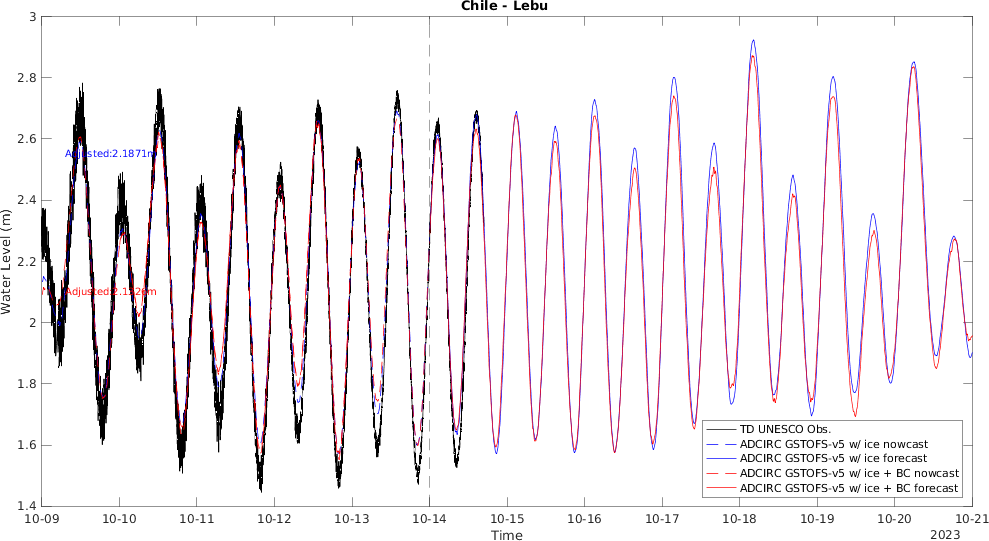 Chile - Lebu
3
2.8
2.6
2.4
2.2
2
1.8
1.6
1.4
Water Level (m)
Adjusted:2.1871m
TD UNESCO Obs.
ADCIRC GSTOFS-v5 w/ ice nowcast
ADCIRC GSTOFS-v5 w/ ice forecast
ADCIRC GSTOFS-v5 w/ ice + BC nowcast
ADCIRC GSTOFS-v5 w/ ice + BC forecast
10-09 10-10 10-11 10-12 10-13 10-14 10-15 10-16 10-17 10-18 10-19 10-20 10-21
Time
2023